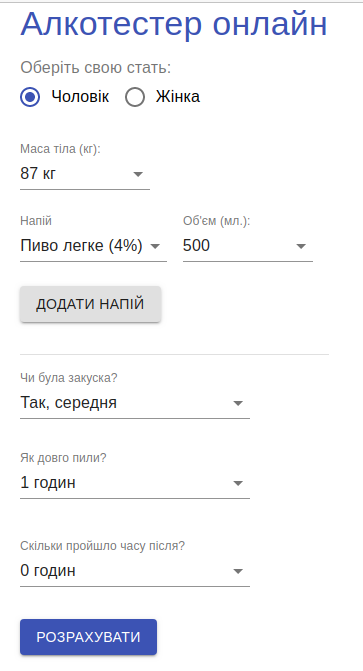 Алкотестер онлайн
Оберіть свою стать:
Чоловік Жінка
Маса тіла (кг):
87 кг
Напій Об'єм (мл.):
Пиво легке (4%) 500
ДОДАТИ НАПІЙ
Чи була закуска?
Так, середня
Як довго пили?
1 годин
Скільки пройшло часу після?
0 годин
РОЗРАХУВАТИ